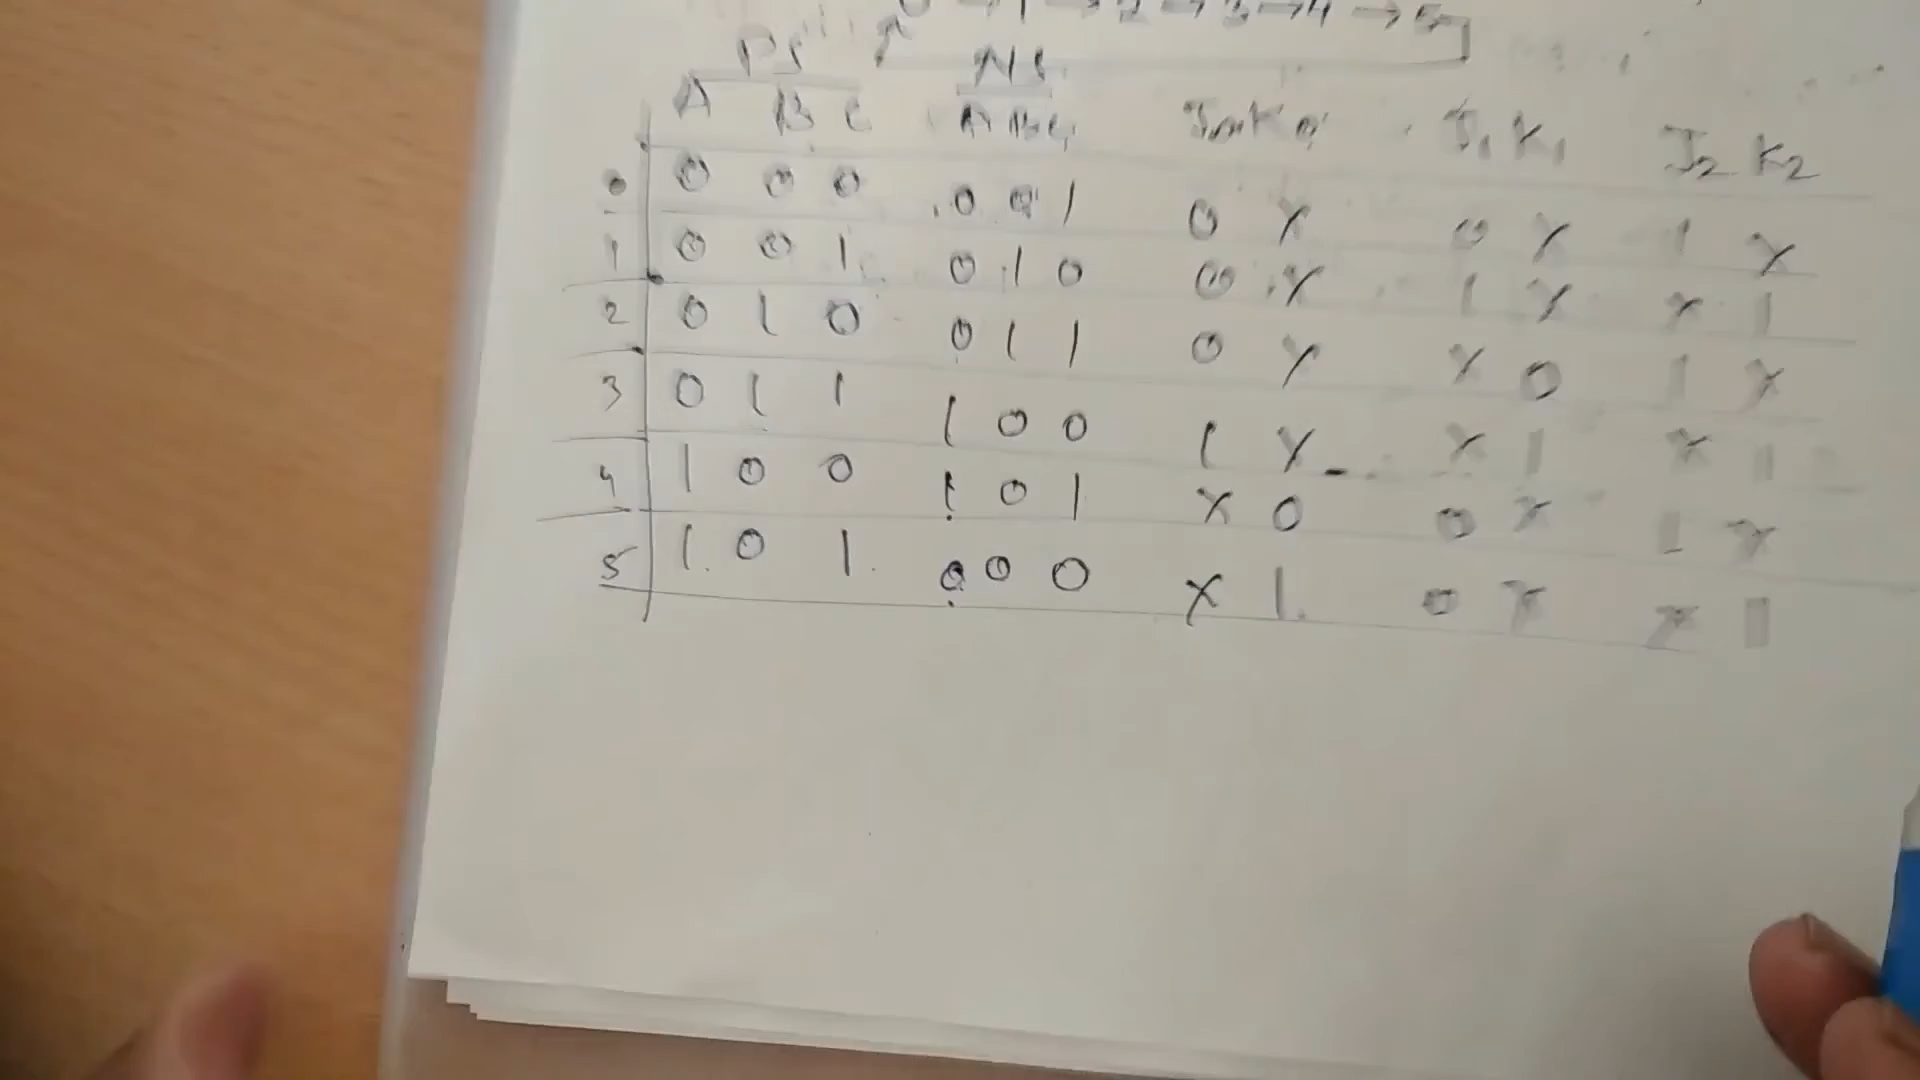 0 → 1 → 2 → 3 → 4 → 5
PS NS
A B C A B C J0 K0 J1 K1 J2 K2
0 0 0 0 0 0 1 0 X 0 X 1 X
1 0 0 1 0 1 0 0 X 1 X X 1
2 0 1 0 0 1 1 0 X X 0 1 X
3 0 1 1 1 0 0 1 X X 1 X 1
4 1 0 0 1 0 1 X 0 0 X 1 X
5 1 0 1 0 0 0 X 1 0 X X 1